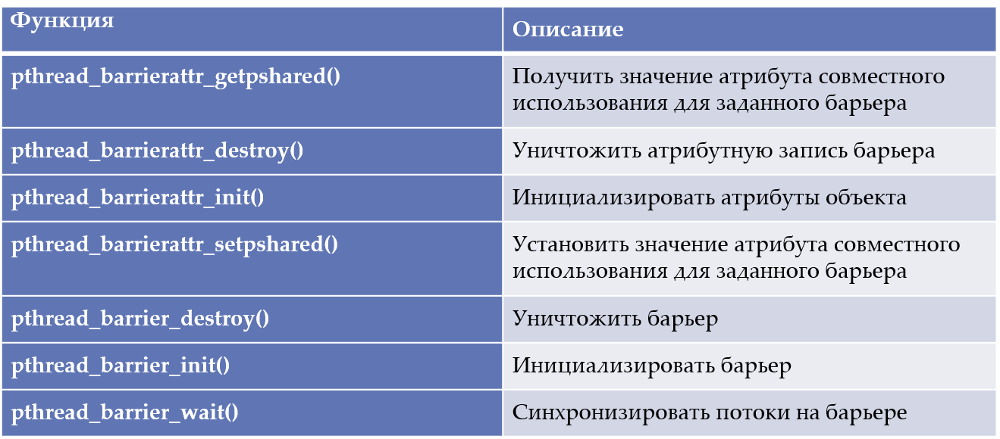 Функция
Описание
pthread_barrierattr_getpshared()
Получить значение атрибута совместного
использования для заданного барьера
pthread_barrierattr_destroy()
Уничтожить атрибутную запись барьера
pthread_barrierattr_init()
Инициализировать атрибуты объекта
pthread_barrierattr_setpshared()
Установить значение атрибута совместного
использования для заданного барьера
pthread_barrier_destroy()
Уничтожить барьер
pthread_barrier_init()
Инициализировать барьер
pthread_barrier_wait()
Синхронизировать потоки на барьере